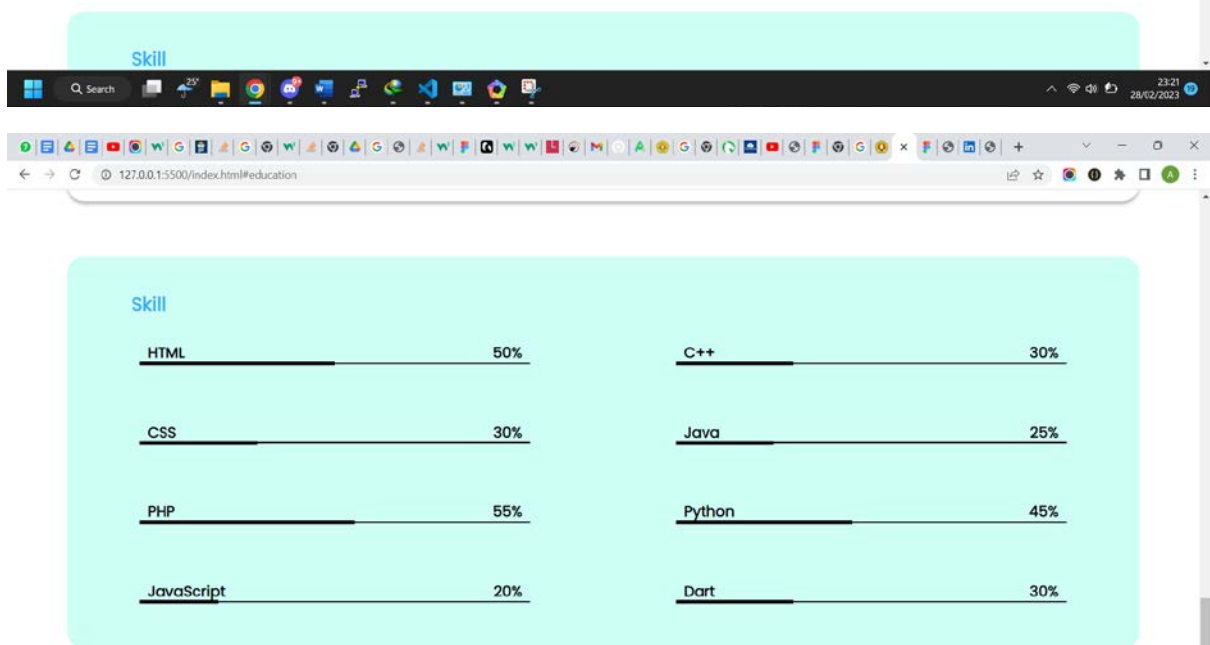 Skill
Search
25°
23:21
28/02/2023
19
127.0.0.1:5500/index.html#education
A
Skill
HTML 50% C++ 30%
CSS 30% Java 25%
PHP 55% Python 45%
JavaScript 20% Dart 30%